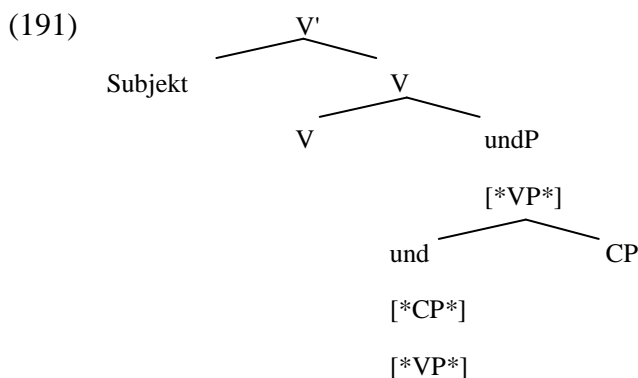 (191) V'
Subjekt V
V undP
[*VP*]
und CP
[*CP*]
[*VP*]